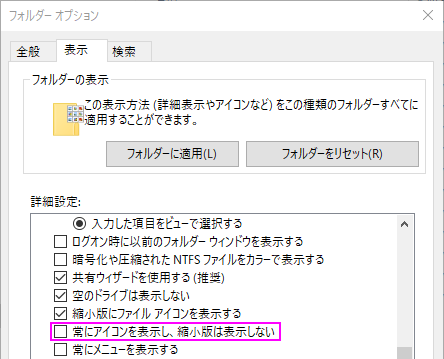 フォルダー オプション
全般
表示
検索
フォルダーの表示
この表示方法 (詳細表示やアイコンなど) をこの種類のフォルダーすべてに
適用することができます。
フォルダーに適用(L)
フォルダーをリセット(R)
詳細設定:
入力した項目をビューで選択する
ログオン時に以前のフォルダー ウィンドウを表示する
暗号化や圧縮された NTFS ファイルをカラーで表示する
共有ウィザードを使用する (推奨)
空のドライブは表示しない
縮小版にファイル アイコンを表示する
常にアイコンを表示し、縮小版は表示しない
常にメニューを表示する